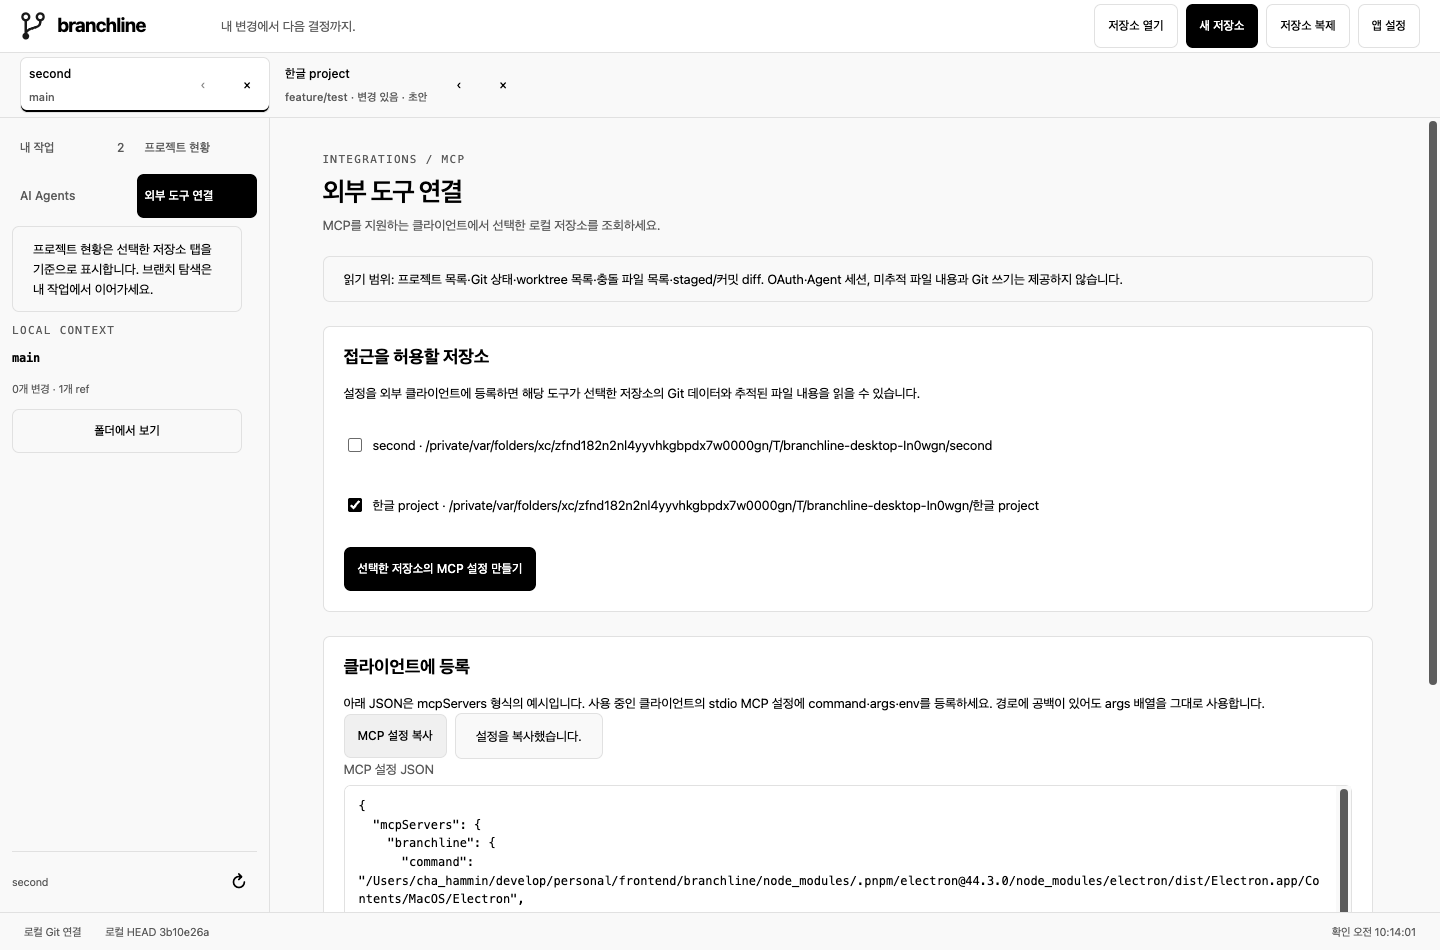 branchline
내 변경에서 다음 결정까지.
저장소 열기
새 저장소
저장소 복제
앱 설정
second
main
‹
×
한글 project
feature/test · 변경 있음 · 초안
‹
×
내 작업
2
프로젝트 현황
AI Agents
외부 도구 연결
프로젝트 현황은 선택한 저장소 탭을
기준으로 표시합니다. 브랜치 탐색은
내 작업에서 이어가세요.
LOCAL CONTEXT
main
0개 변경 · 1개 ref
폴더에서 보기
second
INTEGRATIONS / MCP
외부 도구 연결
MCP를 지원하는 클라이언트에서 선택한 로컬 저장소를 조회하세요.
읽기 범위: 프로젝트 목록·Git 상태·worktree 목록·충돌 파일 목록·staged/커밋 diff. OAuth·Agent 세션, 미추적 파일 내용과 Git 쓰기는 제공하지 않습니다.
접근을 허용할 저장소
설정을 외부 클라이언트에 등록하면 해당 도구가 선택한 저장소의 Git 데이터와 추적된 파일 내용을 읽을 수 있습니다.
second · /private/var/folders/xc/zfnd182n2nl4yyvhkgbpdx7w0000gn/T/branchline-desktop-ln0wgn/second
한글 project · /private/var/folders/xc/zfnd182n2nl4yyvhkgbpdx7w0000gn/T/branchline-desktop-ln0wgn/한글 project
선택한 저장소의 MCP 설정 만들기
클라이언트에 등록
아래 JSON은 mcpServers 형식의 예시입니다. 사용 중인 클라이언트의 stdio MCP 설정에 command·args·env를 등록하세요. 경로에 공백이 있어도 args 배열을 그대로 사용합니다.
MCP 설정 복사
설정을 복사했습니다.
MCP 설정 JSON
{
"mcpServers": {
"branchline": {
"command":
"/Users/cha_hammin/develop/personal/frontend/branchline/node_modules/.pnpm/electron@44.3.0/node_modules/electron/dist/Electron.app/Co
ntents/MacOS/Electron",
로컬 Git 연결
로컬 HEAD 3b10e26a
확인 오전 10:14:01